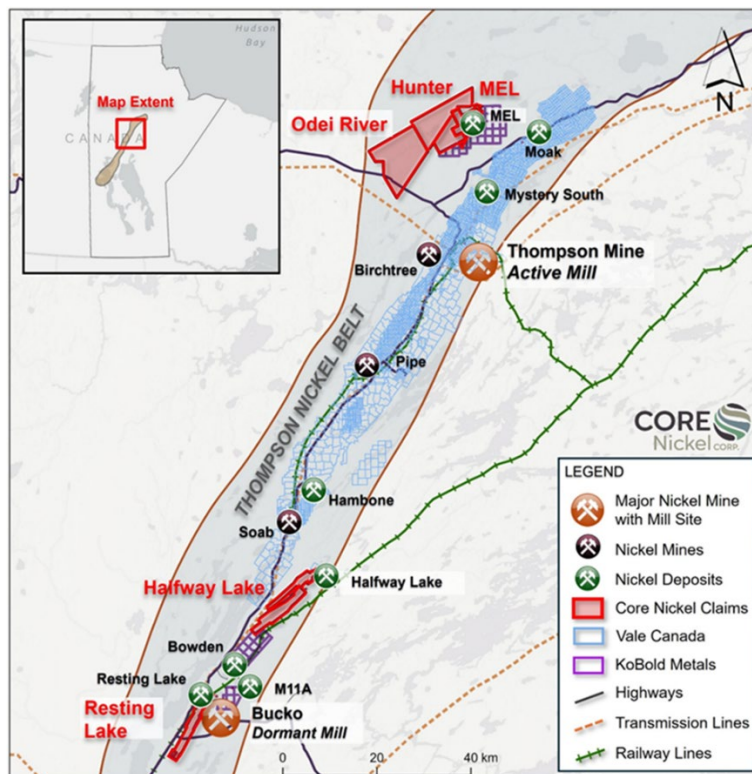 Hudson
Bay
Map Extent
CANADA
N
Hunter
MEL
Odei River
MEL
Moak
Mystery South
Birchtree
Thompson Mine
Active Mill
Pipe
THOMPSON NICKEL BELT
Hambone
Soab
Halfway Lake
Halfway Lake
Bowden
Resting Lake
M11A
Resting
Lake
Bucko
Dormant Mill
0 20 40 km
CORE
Nickel CORP.
LEGEND
Major Nickel Mine
with Mill Site
Nickel Mines
Nickel Deposits
Core Nickel Claims
Vale Canada
KoBold Metals
Highways
Transmission Lines
Railway Lines